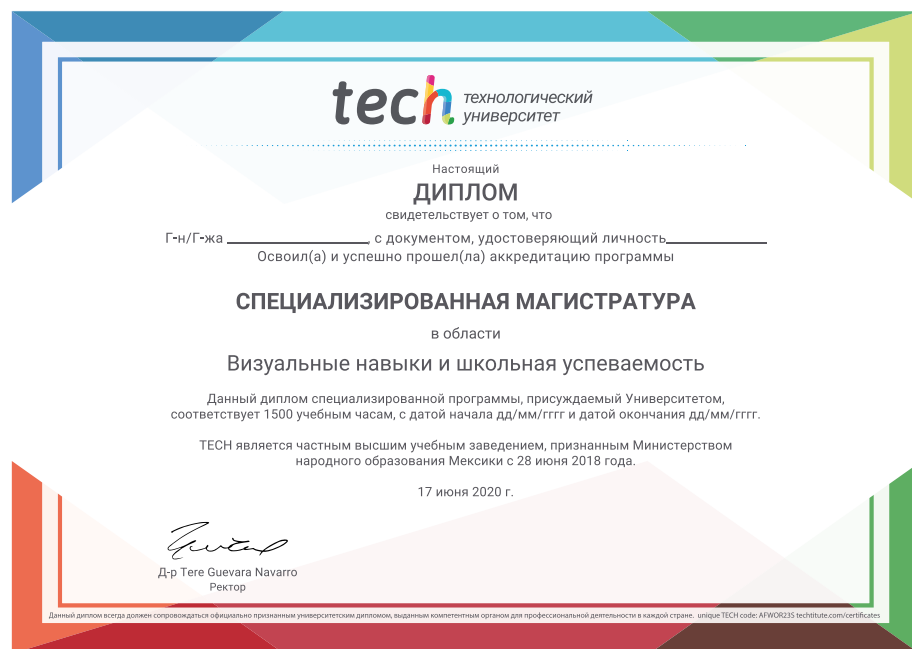 tech технологический
университет
Настоящий
ДИПЛОМ
свидетельствует о том, что
Г-н/Г-жа ____________________, с документом, удостоверяющий личность______________
Освоил(а) и успешно прошел(ла) аккредитацию программы
СПЕЦИАЛИЗИРОВАННАЯ МАГИСТРАТУРА
в области
Визуальные навыки и школьная успеваемость
Данный диплом специализированной программы, присуждаемый Университетом,
соответствует 1500 учебным часам, с датой начала дд/мм/гггг и датой окончания дд/мм/гггг.
TECH является частным высшим учебным заведением, признанным Министерством
народного образования Мексики с 28 июня 2018 года.
17 июня 2020 г.
Д-р Tere Guevara Navarro
Ректор
Данный диплом всегда должен сопровождаться официально признанным университетским дипломом, выданным компетентным органом для профессиональной деятельности в каждой стране. unique TECH code: AFWOR23S techtitute.com/certificates